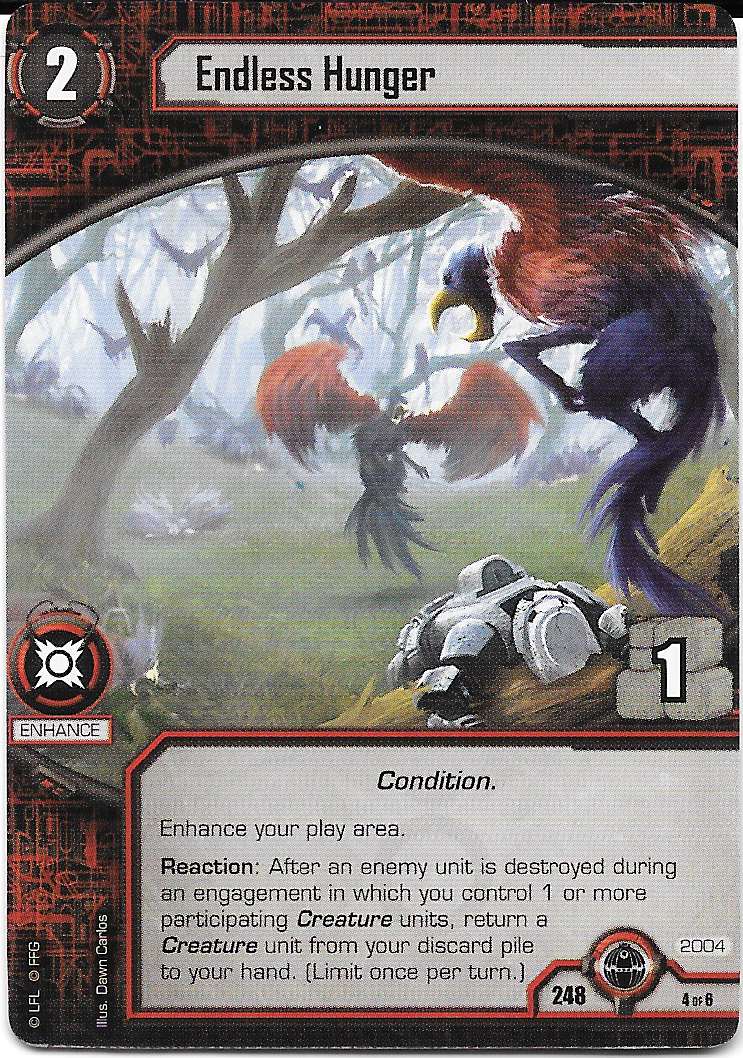 2
Endless Hunger
1
ENHANCE
Condition.
Enhance your play area.
Reaction: After an enemy unit is destroyed during
an engagement in which you control 1 or more
participating Creature units, return a
Creature unit from your discard pile
to your hand. (Limit once per turn.)
2004
248
4 OF 6
© LFL © FFG
Illus. Dawn Carlos